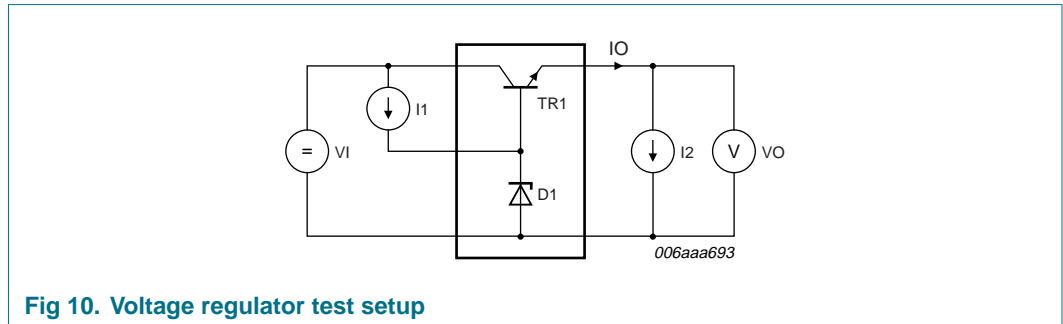 IO
TR1
I1
= VI
I2
V VO
D1
006aaa693
Fig 10. Voltage regulator test setup